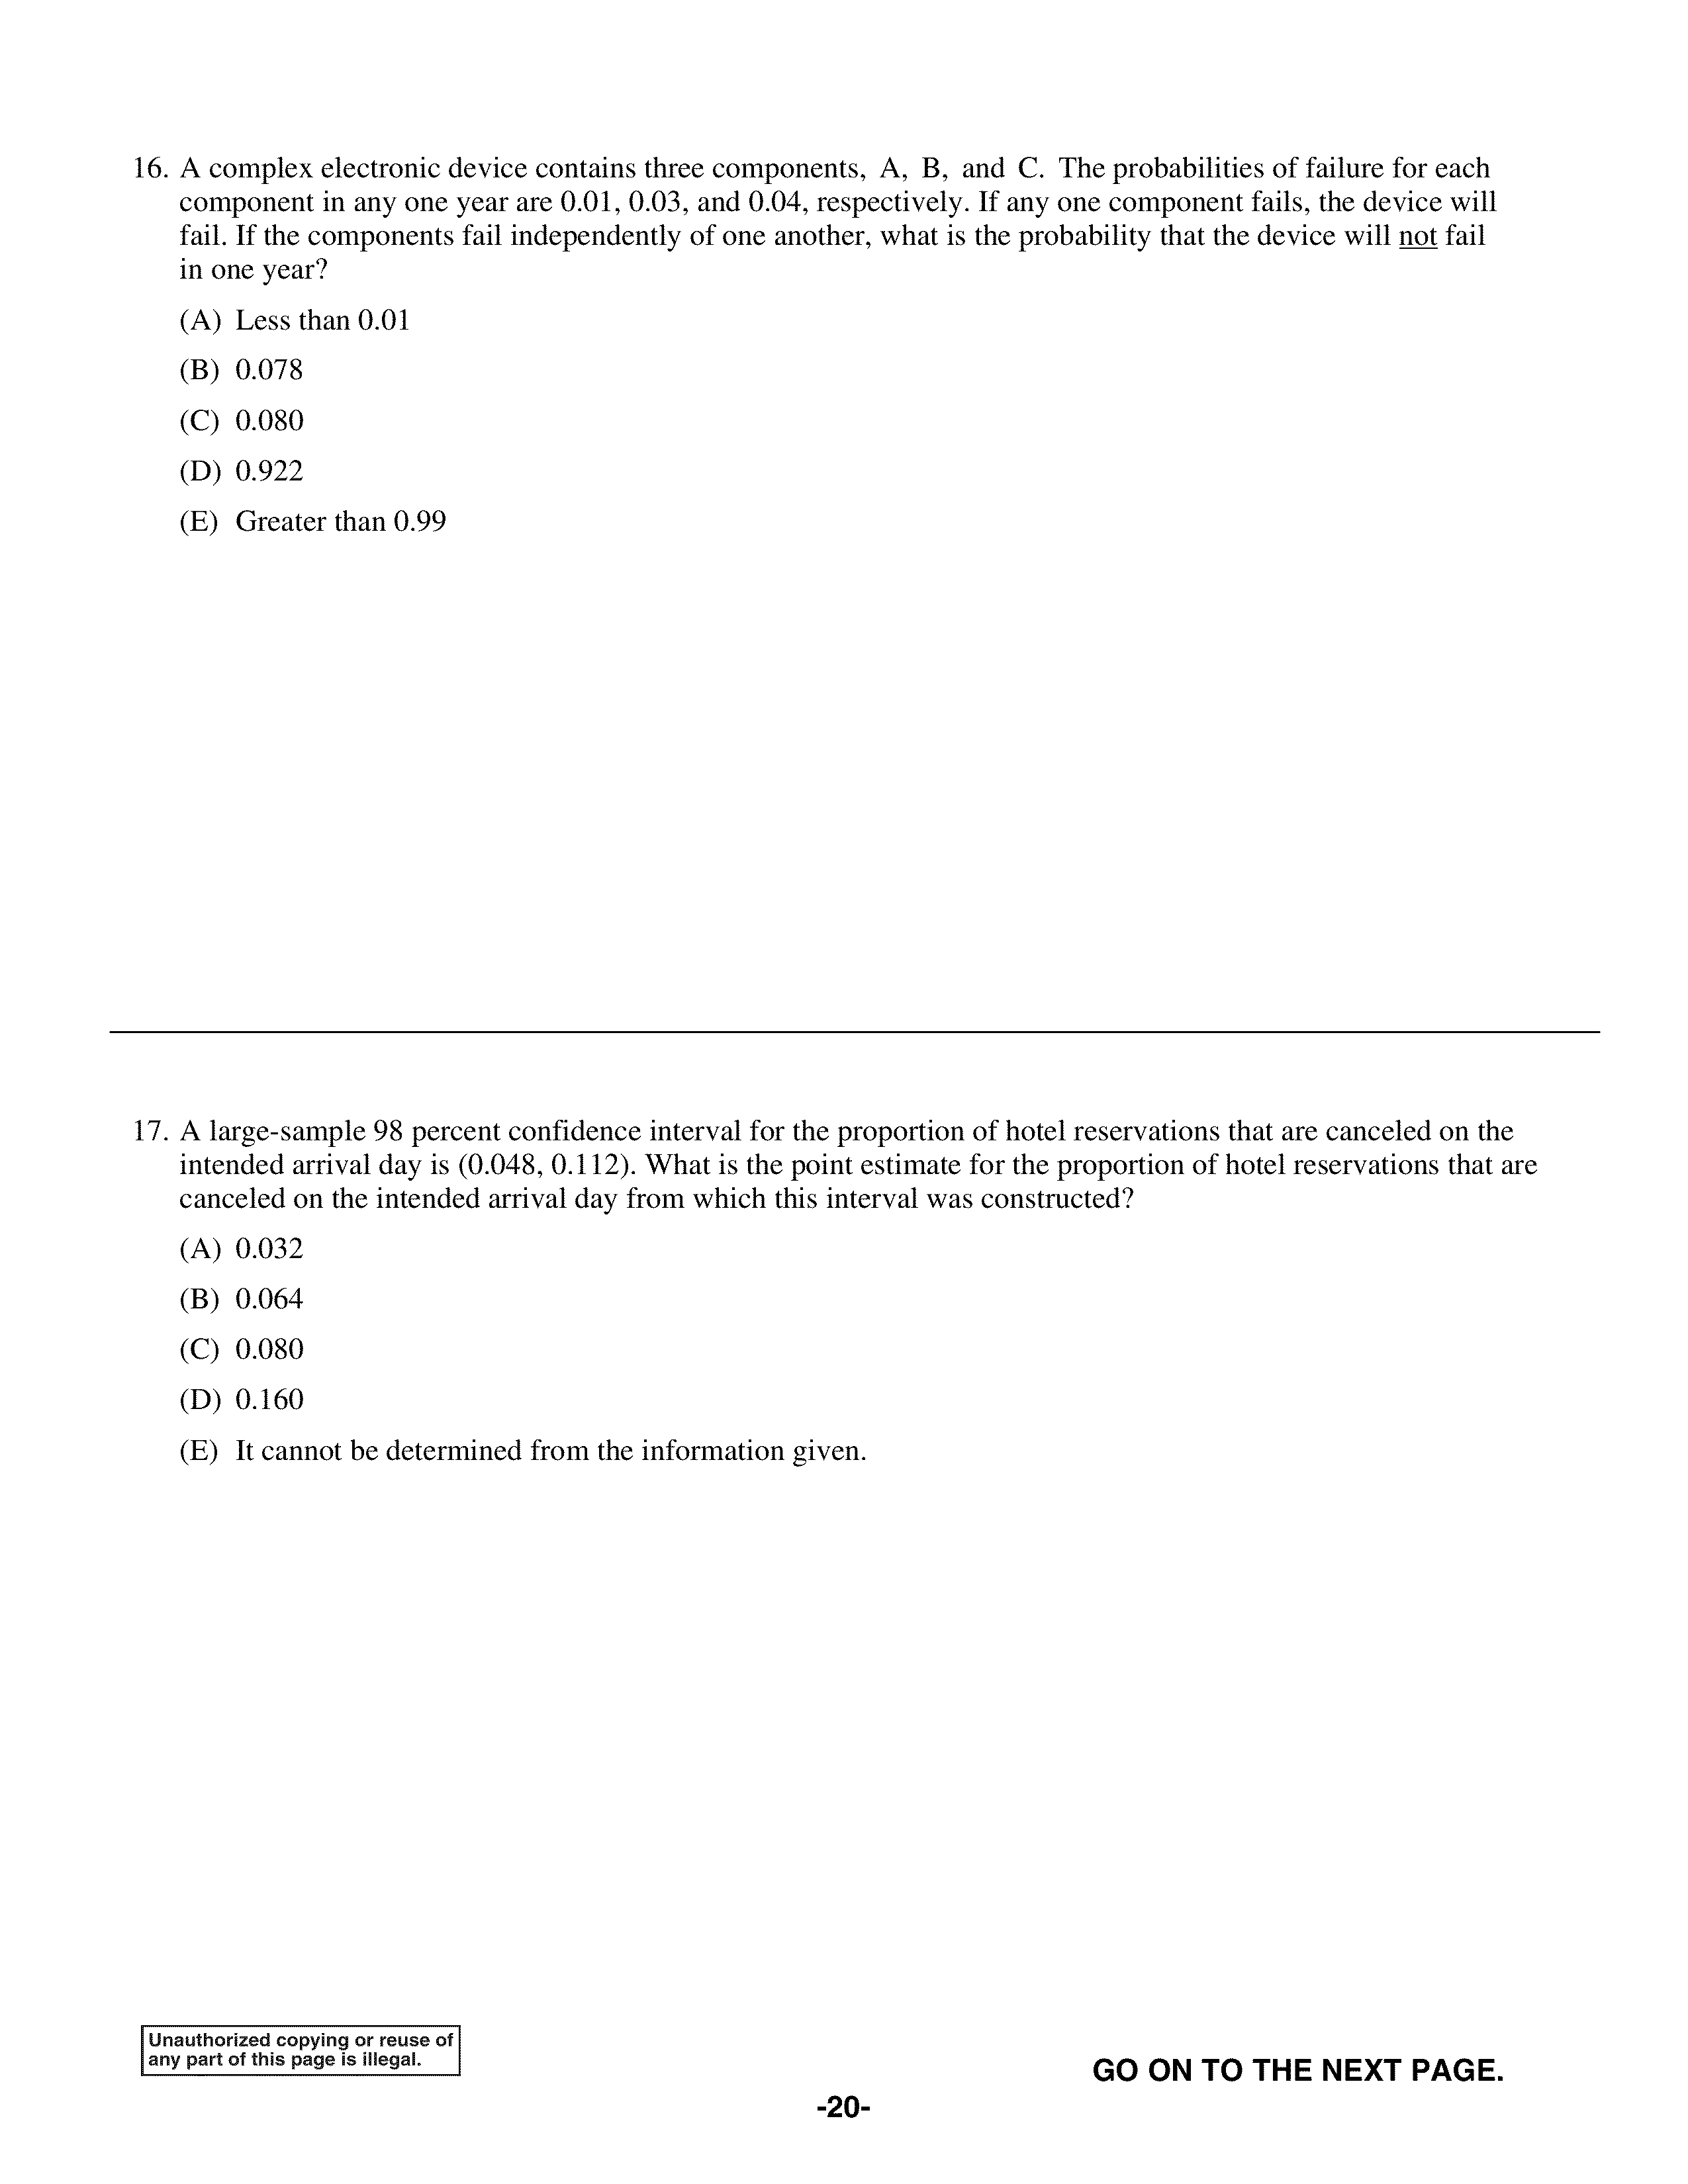 16. A complex electronic device contains three components, A, B, and C. The probabilities of failure for each
component in any one year are 0.01, 0.03, and 0.04, respectively. If any one component fails, the device will
fail. If the components fail independently of one another, what is the probability that the device will not fail
in one year?
(A) Less than 0.01
(B) 0.078
(C) 0.080
(D) 0.922
(E) Greater than 0.99
17. A large-sample 98 percent confidence interval for the proportion of hotel reservations that are canceled on the
intended arrival day is (0.048, 0.112). What is the point estimate for the proportion of hotel reservations that are
canceled on the intended arrival day from which this interval was constructed?
(A) 0.032
(B) 0.064
(C) 0.080
(D) 0.160
(E) It cannot be determined from the information given.
Unauthorized copying or reuse of
any part of this page is illegal.
GO ON TO THE NEXT PAGE.
-20-